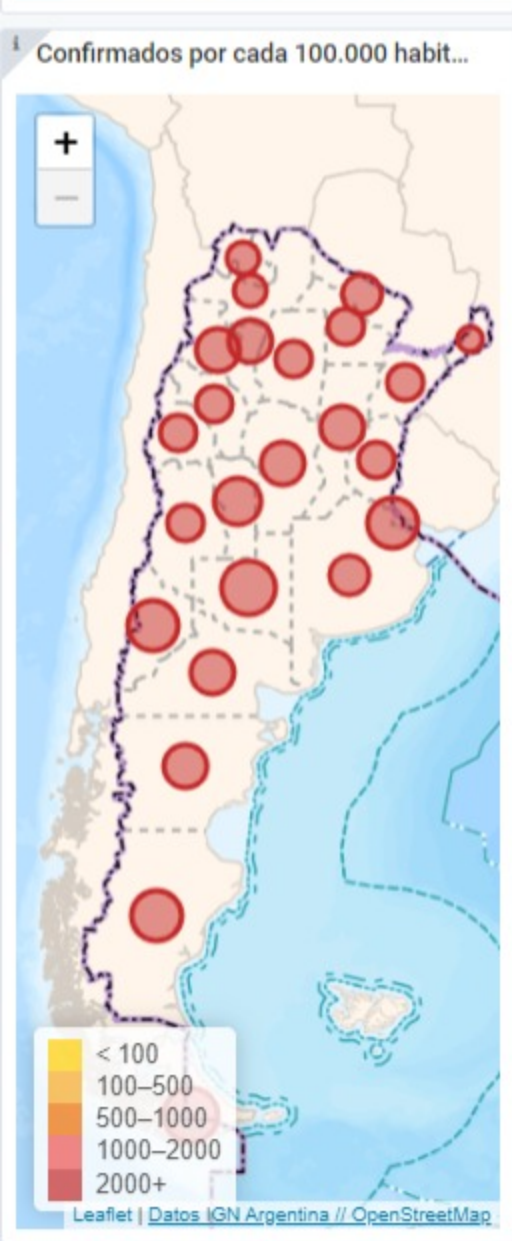 i
Confirmados por cada 100.000 habit...
+
−
< 100
100–500
500–1000
1000–2000
2000+
Leaflet | Datos IGN Argentina // OpenStreetMap